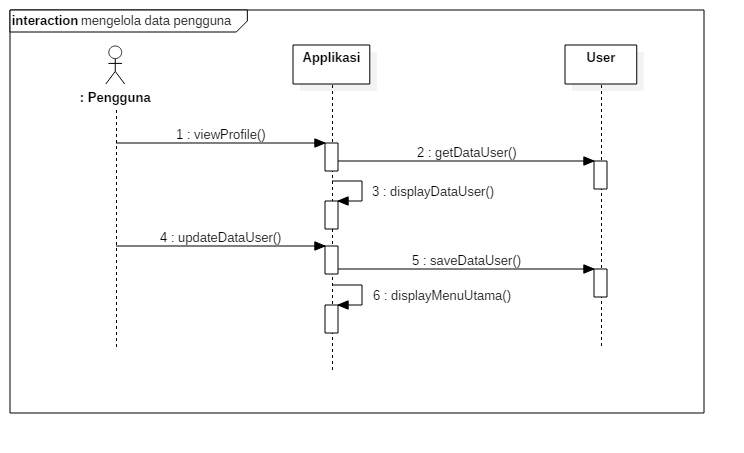 interaction mengelola data pengguna
Applikasi
User
: Pengguna
1 : viewProfile()
2 : getDataUser()
3 : displayDataUser()
4 : updateDataUser()
5 : saveDataUser()
6 : displayMenuUtama()